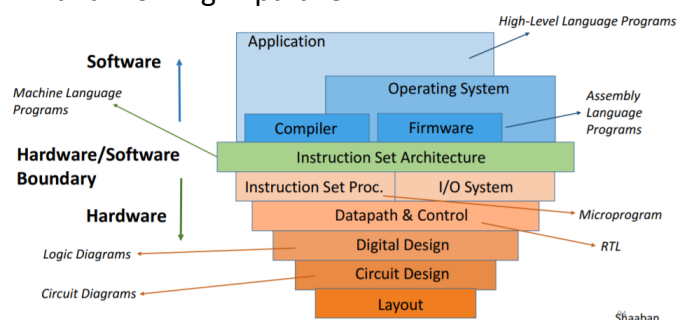 High-Level Language Programs
Application
Software
Operating System
Machine Language
Programs
Assembly
Language
Programs
Compiler
Firmware
Hardware/Software
Boundary
Instruction Set Architecture
Instruction Set Proc.
I/O System
Hardware
Datapath & Control
Microprogram
Logic Diagrams
Digital Design
RTL
Circuit Design
Circuit Diagrams
Layout
Shaaban